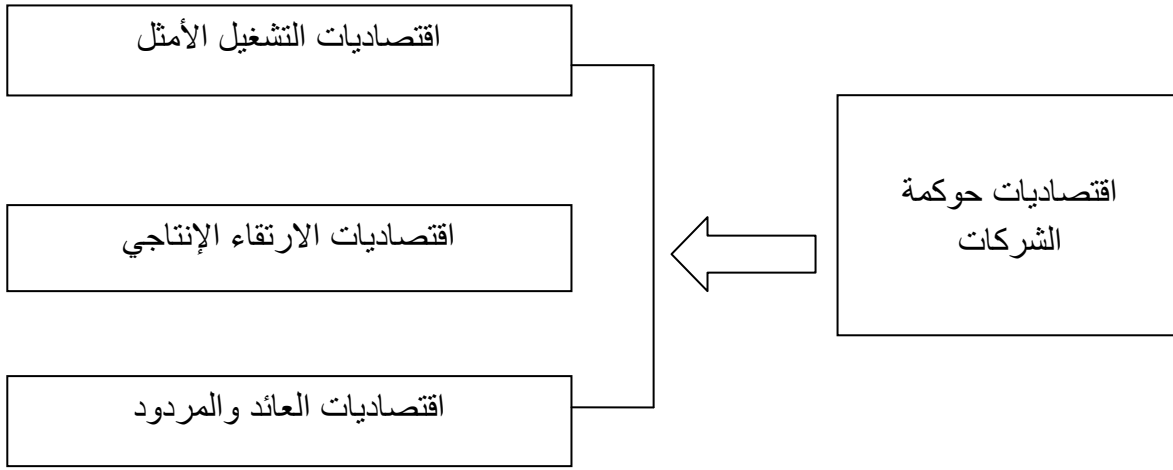 اقتصاديات حوكمة
الشركات
اقتصاديات التشغيل الأمثل
اقتصاديات الارتقاء الإنتاجي
اقتصاديات العائد والمردود